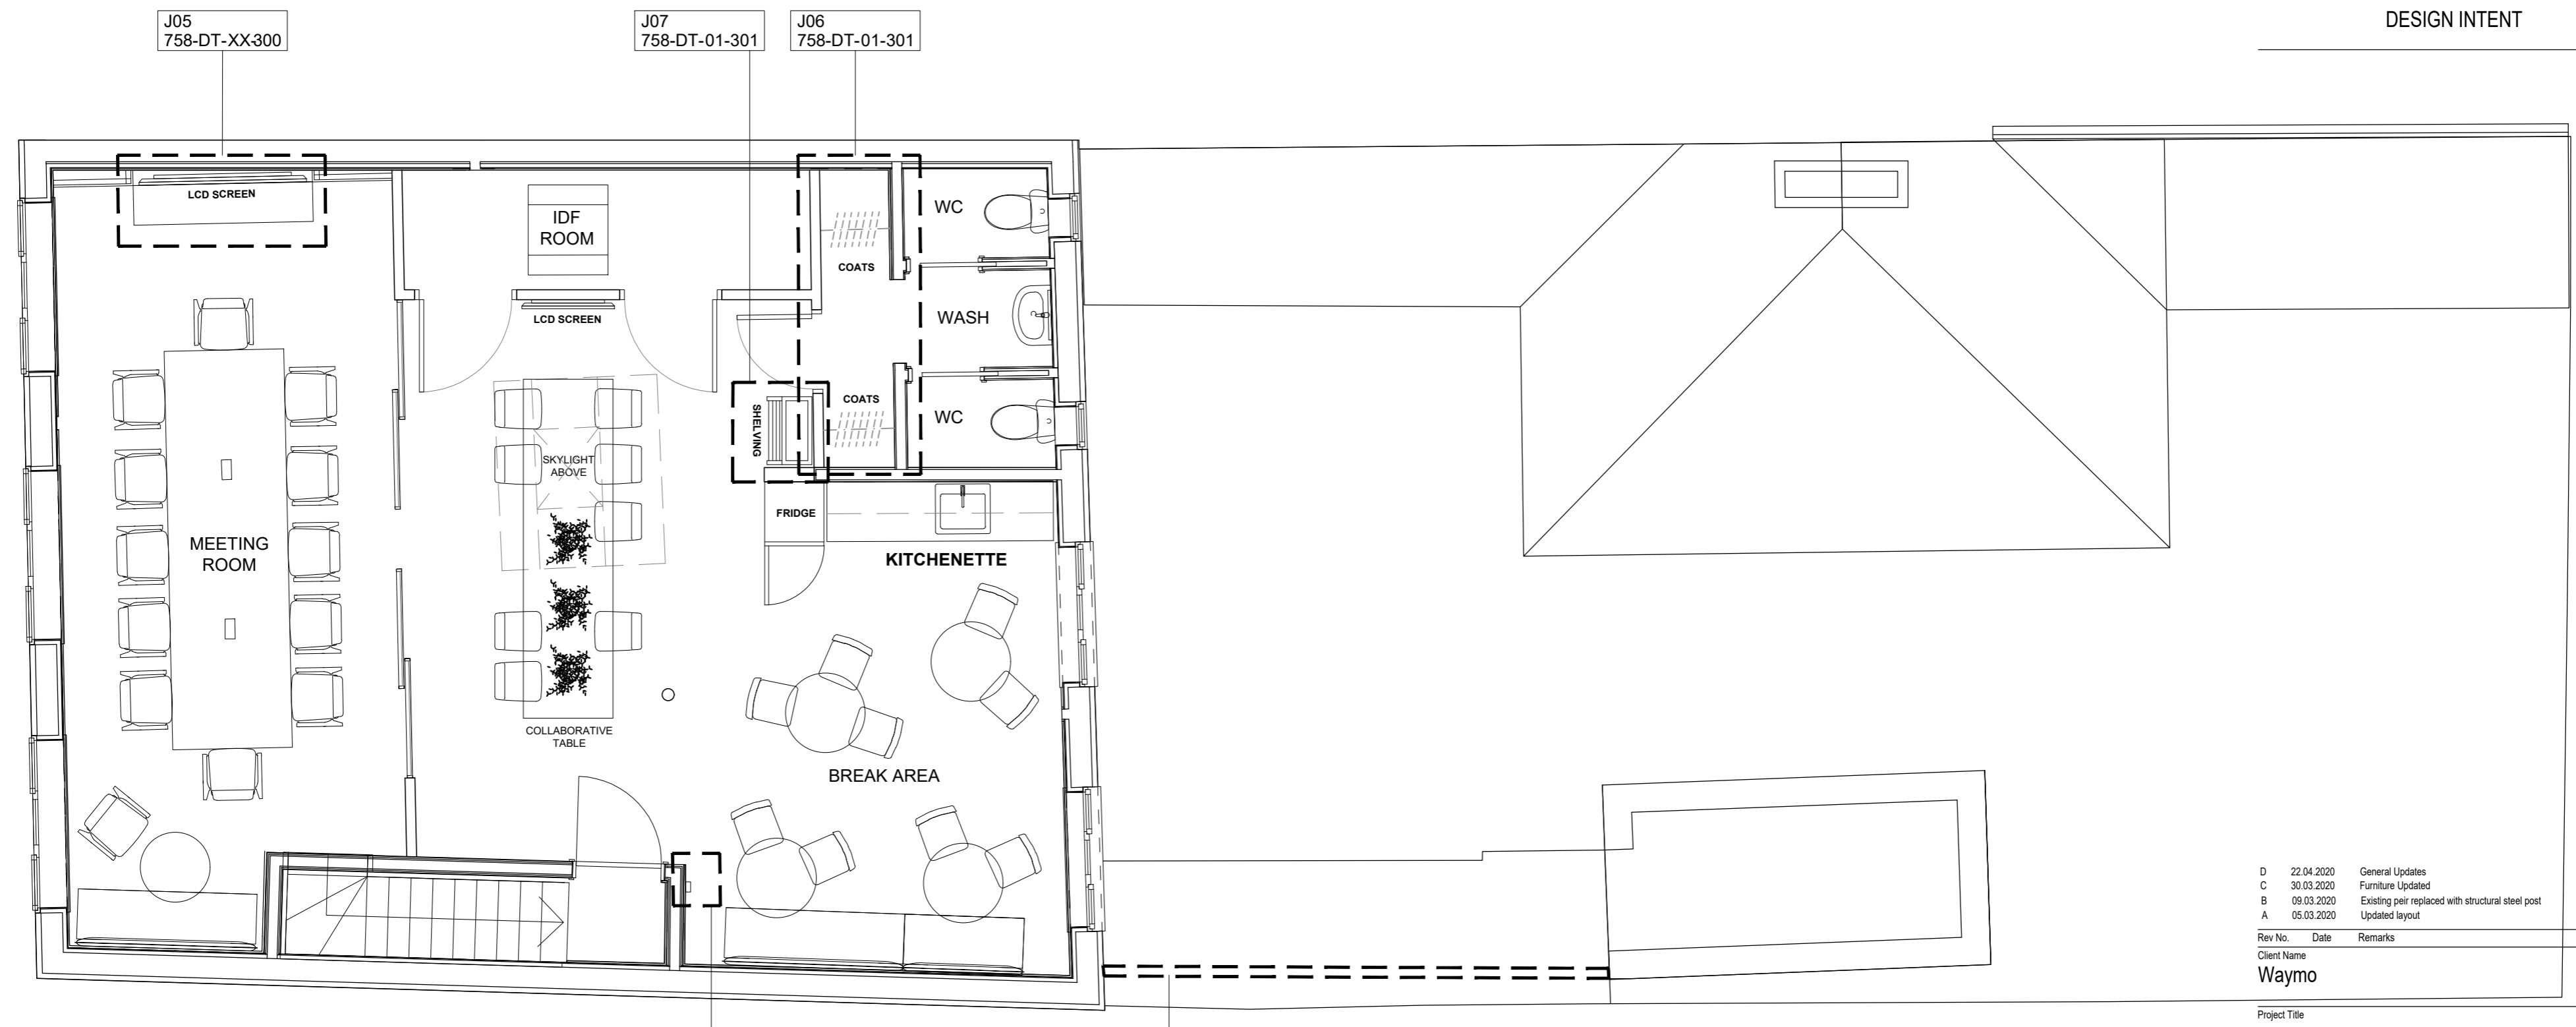 J05
758-DT-XX-300
J07
758-DT-01-301
J06
758-DT-01-301
DESIGN INTENT
LCD SCREEN
IDF
ROOM
LCD SCREEN
COATS
WC
WASH
COATS
WC
SHELVING
SKYLIGHT
ABOVE
FRIDGE
KITCHENETTE
MEETING
ROOM
COLLABORATIVE
TABLE
BREAK AREA
D 22.04.2020 General Updates
C 30.03.2020 Furniture Updated
B 09.03.2020 Existing peir replaced with structural steel post
A 05.03.2020 Updated layout
Rev No. Date Remarks
Client Name
Waymo
Project Title